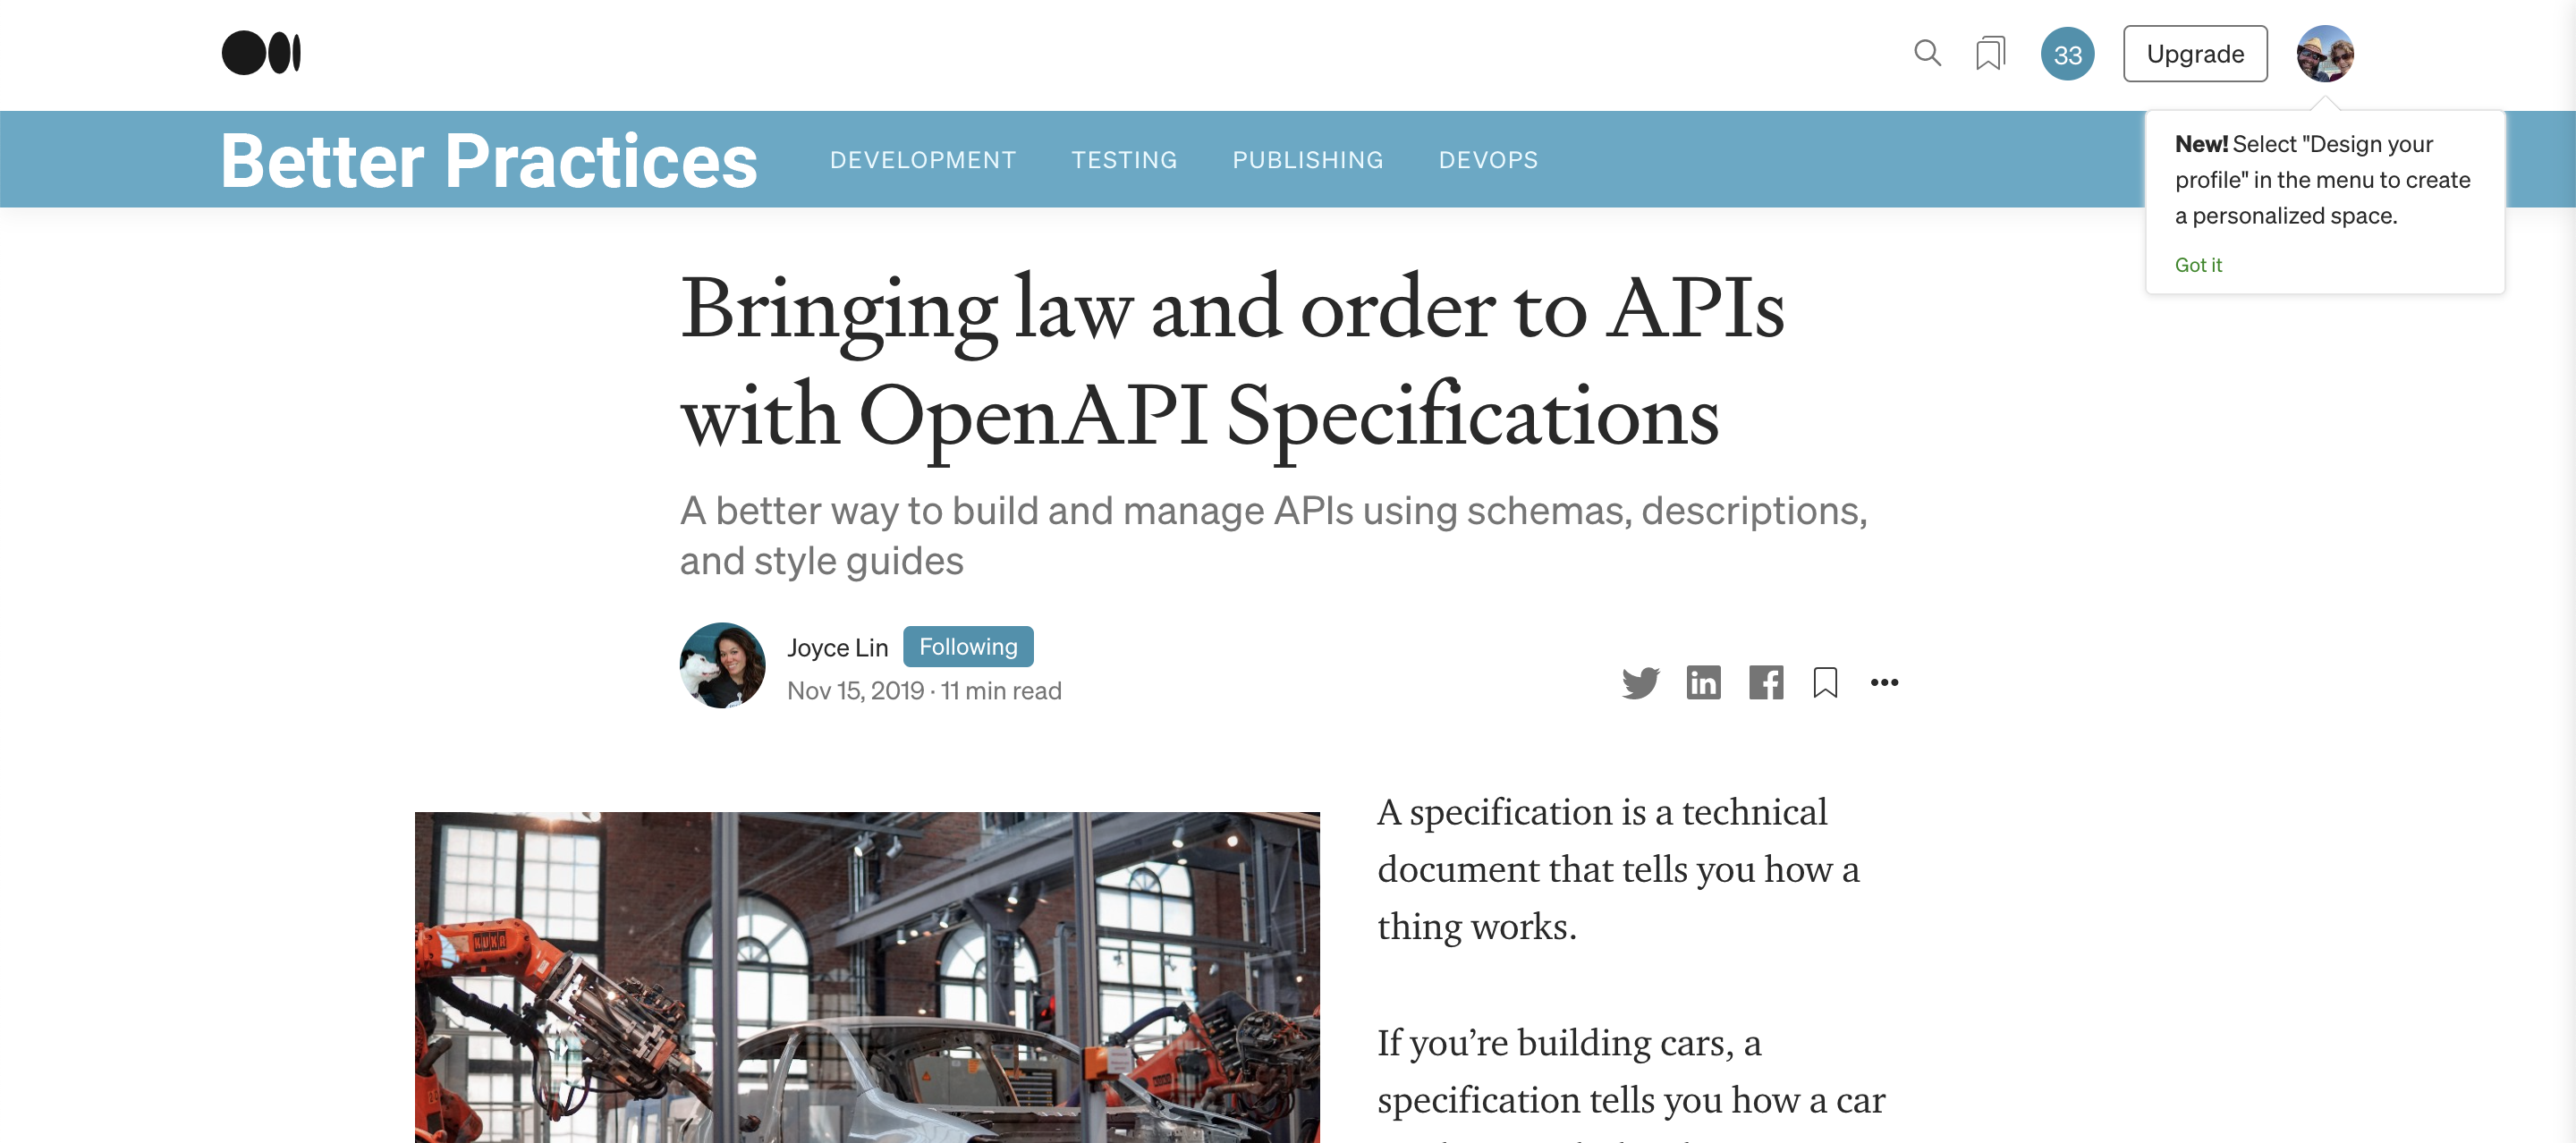 33
Upgrade
Better Practices
DEVELOPMENT
TESTING
PUBLISHING
DEVOPS
New! Select "Design your
profile" in the menu to create
a personalized space.
Got it
Bringing law and order to APIs
with OpenAPI Specifications
A better way to build and manage APIs using schemas, descriptions,
and style guides
Joyce Lin
Following
Nov 15, 2019 · 11 min read
A specification is a technical
document that tells you how a
thing works.
If you’re building cars, a
specification tells you how a car
KUKA